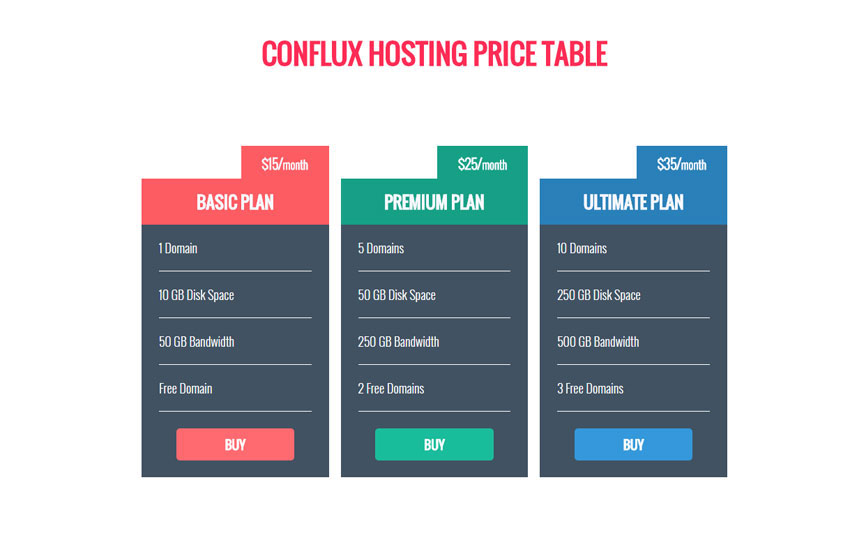 CONFLUX HOSTING PRICE TABLE
$15/month
BASIC PLAN
1 Domain
10 GB Disk Space
50 GB Bandwidth
Free Domain
BUY
$25/month
PREMIUM PLAN
5 Domains
50 GB Disk Space
250 GB Bandwidth
2 Free Domains
BUY
$35/month
ULTIMATE PLAN
10 Domains
250 GB Disk Space
500 GB Bandwidth
3 Free Domains
BUY